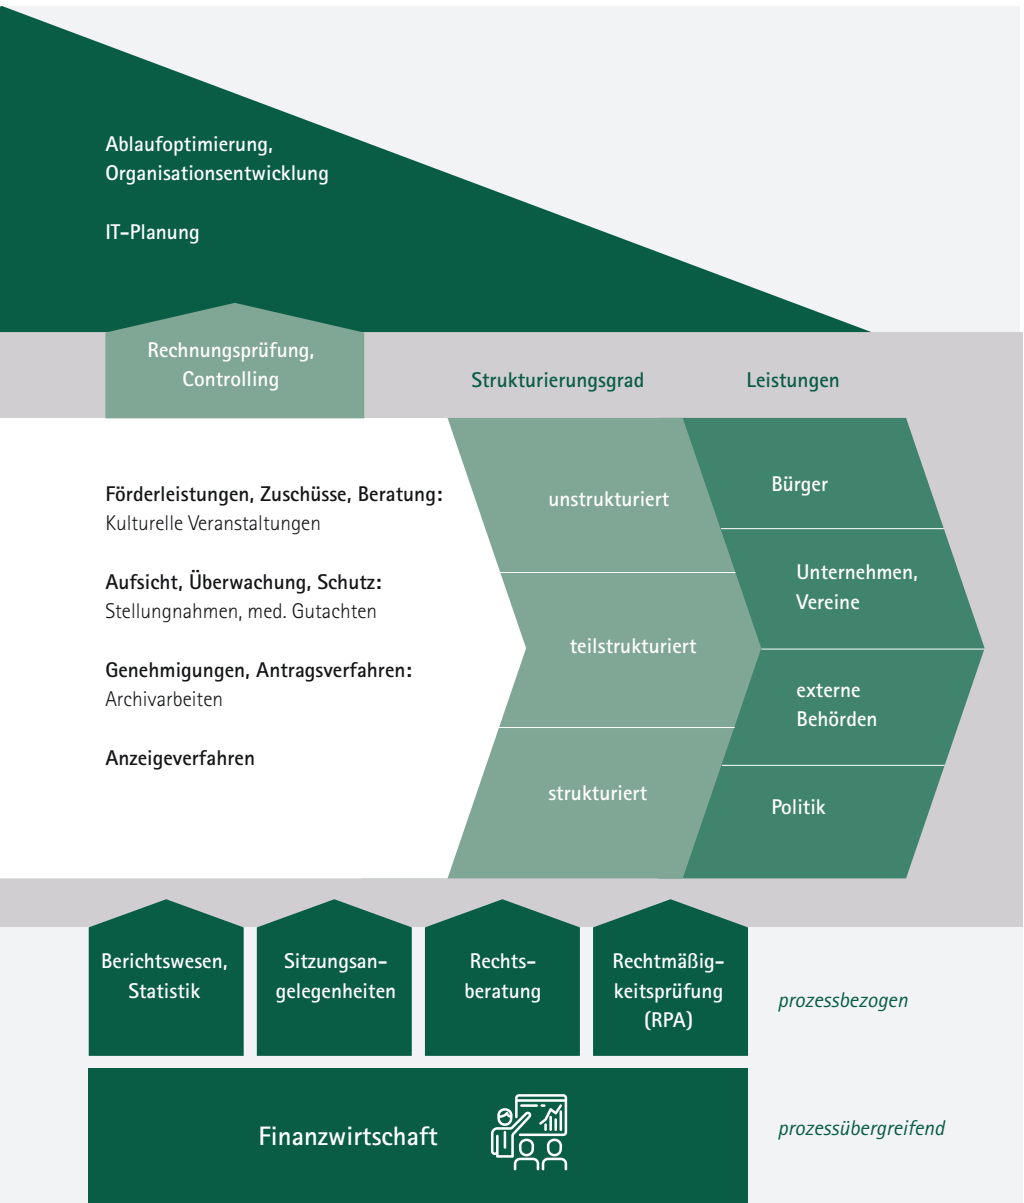 Ablaufoptimierung,
Organisationsentwicklung
IT-Planung
Rechnungsprüfung,
Controlling
Strukturierungsgrad
Leistungen
Förderleistungen, Zuschüsse, Beratung:
Kulturelle Veranstaltungen
Aufsicht, Überwachung, Schutz:
Stellungnahmen, med. Gutachten
Genehmigungen, Antragsverfahren:
Archivarbeiten
Anzeigeverfahren
unstrukturiert
teilstrukturiert
strukturiert
Bürger
Unternehmen,
Vereine
externe
Behörden
Politik
Berichtswesen,
Statistik
Sitzungsan-
gelegenheiten
Rechts-
beratung
Rechtmäßig-
keitsprüfung
(RPA)
prozessbezogen
Finanzwirtschaft
prozessübergreifend